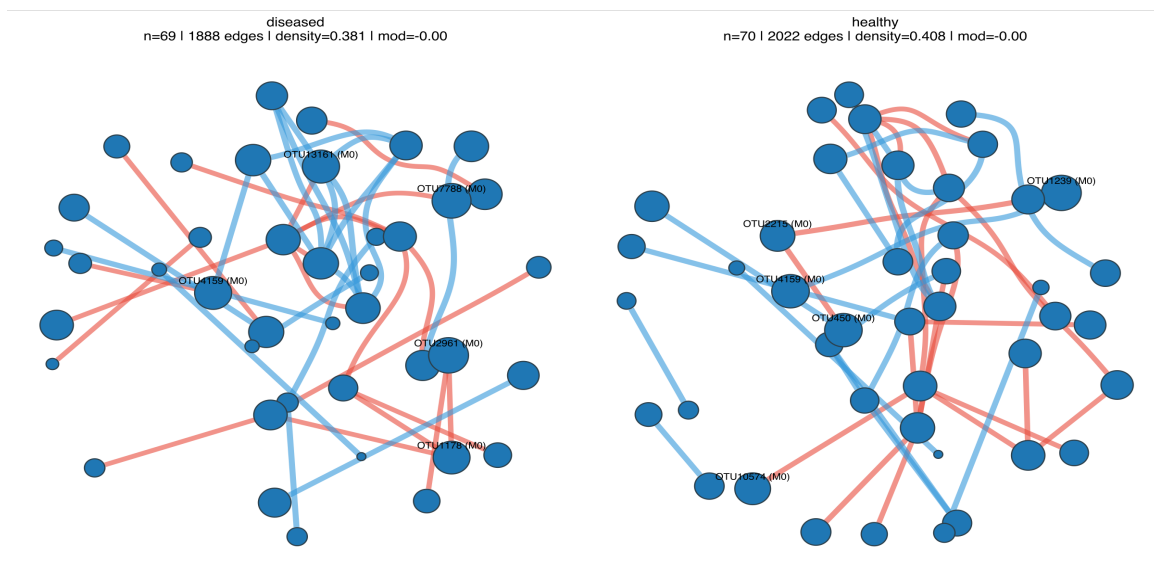 diseased
n=69 | 1888 edges | density=0.381 | mod=-0.00
OTU13161 (M0)
OTU7788 (M0)
OTU4159 (M0)
OTU2961 (M0)
OTU1178 (M0)
healthy
n=70 | 2022 edges | density=0.408 | mod=-0.00
OTU1239 (M0)
OTU2215 (M0)
OTU4159 (M0)
OTU450 (M0)
OTU10574 (M0)